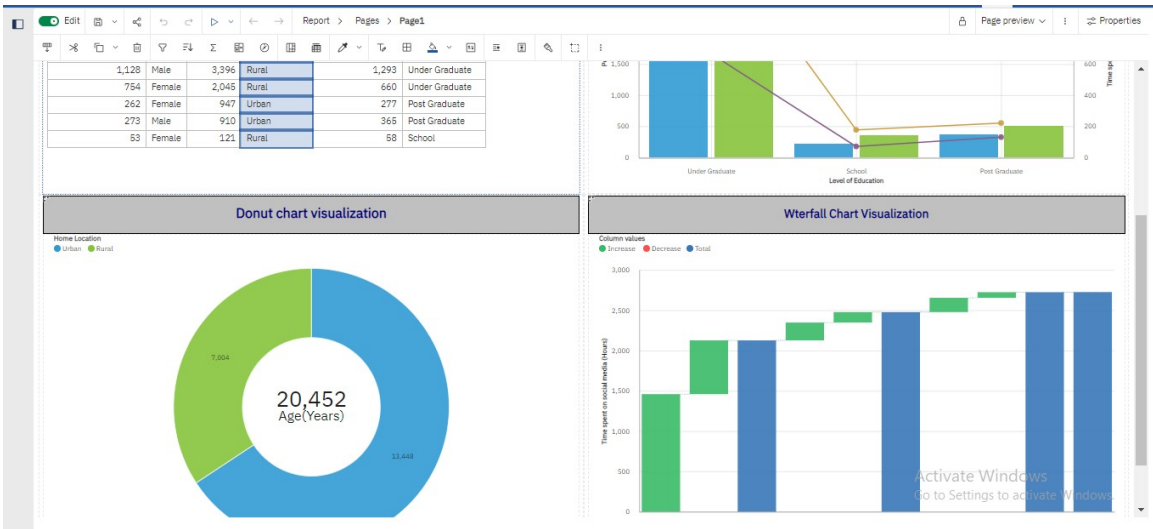 Edit Report > Pages > Page1 Page preview Properties
1,128 Male 3,396 Rural 1,293 Under Graduate
754 Female 2,045 Rural 660 Under Graduate
262 Female 947 Urban 277 Post Graduate
273 Male 910 Urban 365 Post Graduate
53 Female 121 Rural 58 School
1,500
1,000
500
0
600
400
200
0
Time sp
Under Graduate School Post Graduate
Level of Education
Donut chart visualization
Home Location
Urban Rural
7,004
13,448
20,452
Age(Years)
Wterfall Chart Visualization
Column values
Increase Decrease Total
Time spent on social media (Hours)
3,000
2,500
2,000
1,500
1,000
500
0
Activate Windows
Go to Settings to activate Windows.